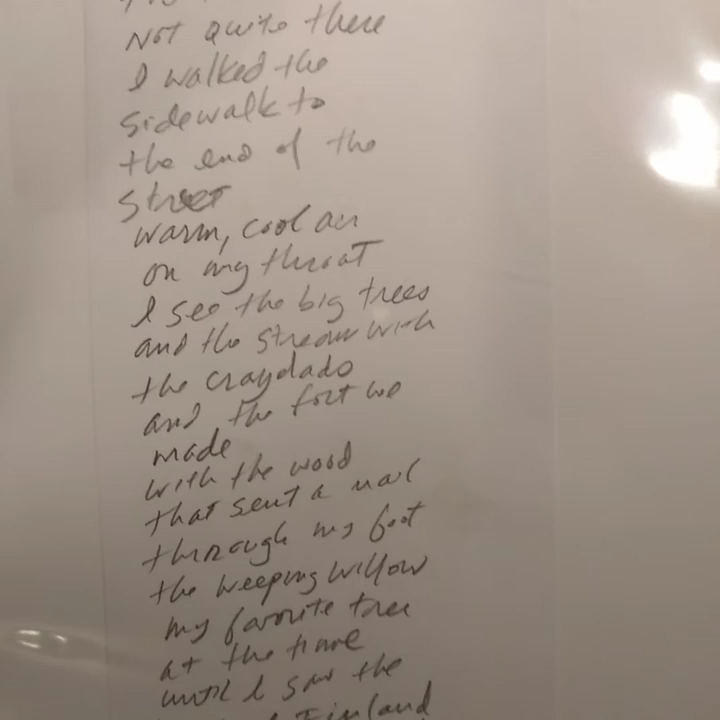 Not quite there
I walked the
sidewalk to
the end of the
street
warm, cool air
on my throat
I see the big trees
and the stream with
the craydads
and the fort we
made
with the wood
that sent a nail
through my foot
the weeping willow
my favorite tree
at the time
until I saw the
Finland